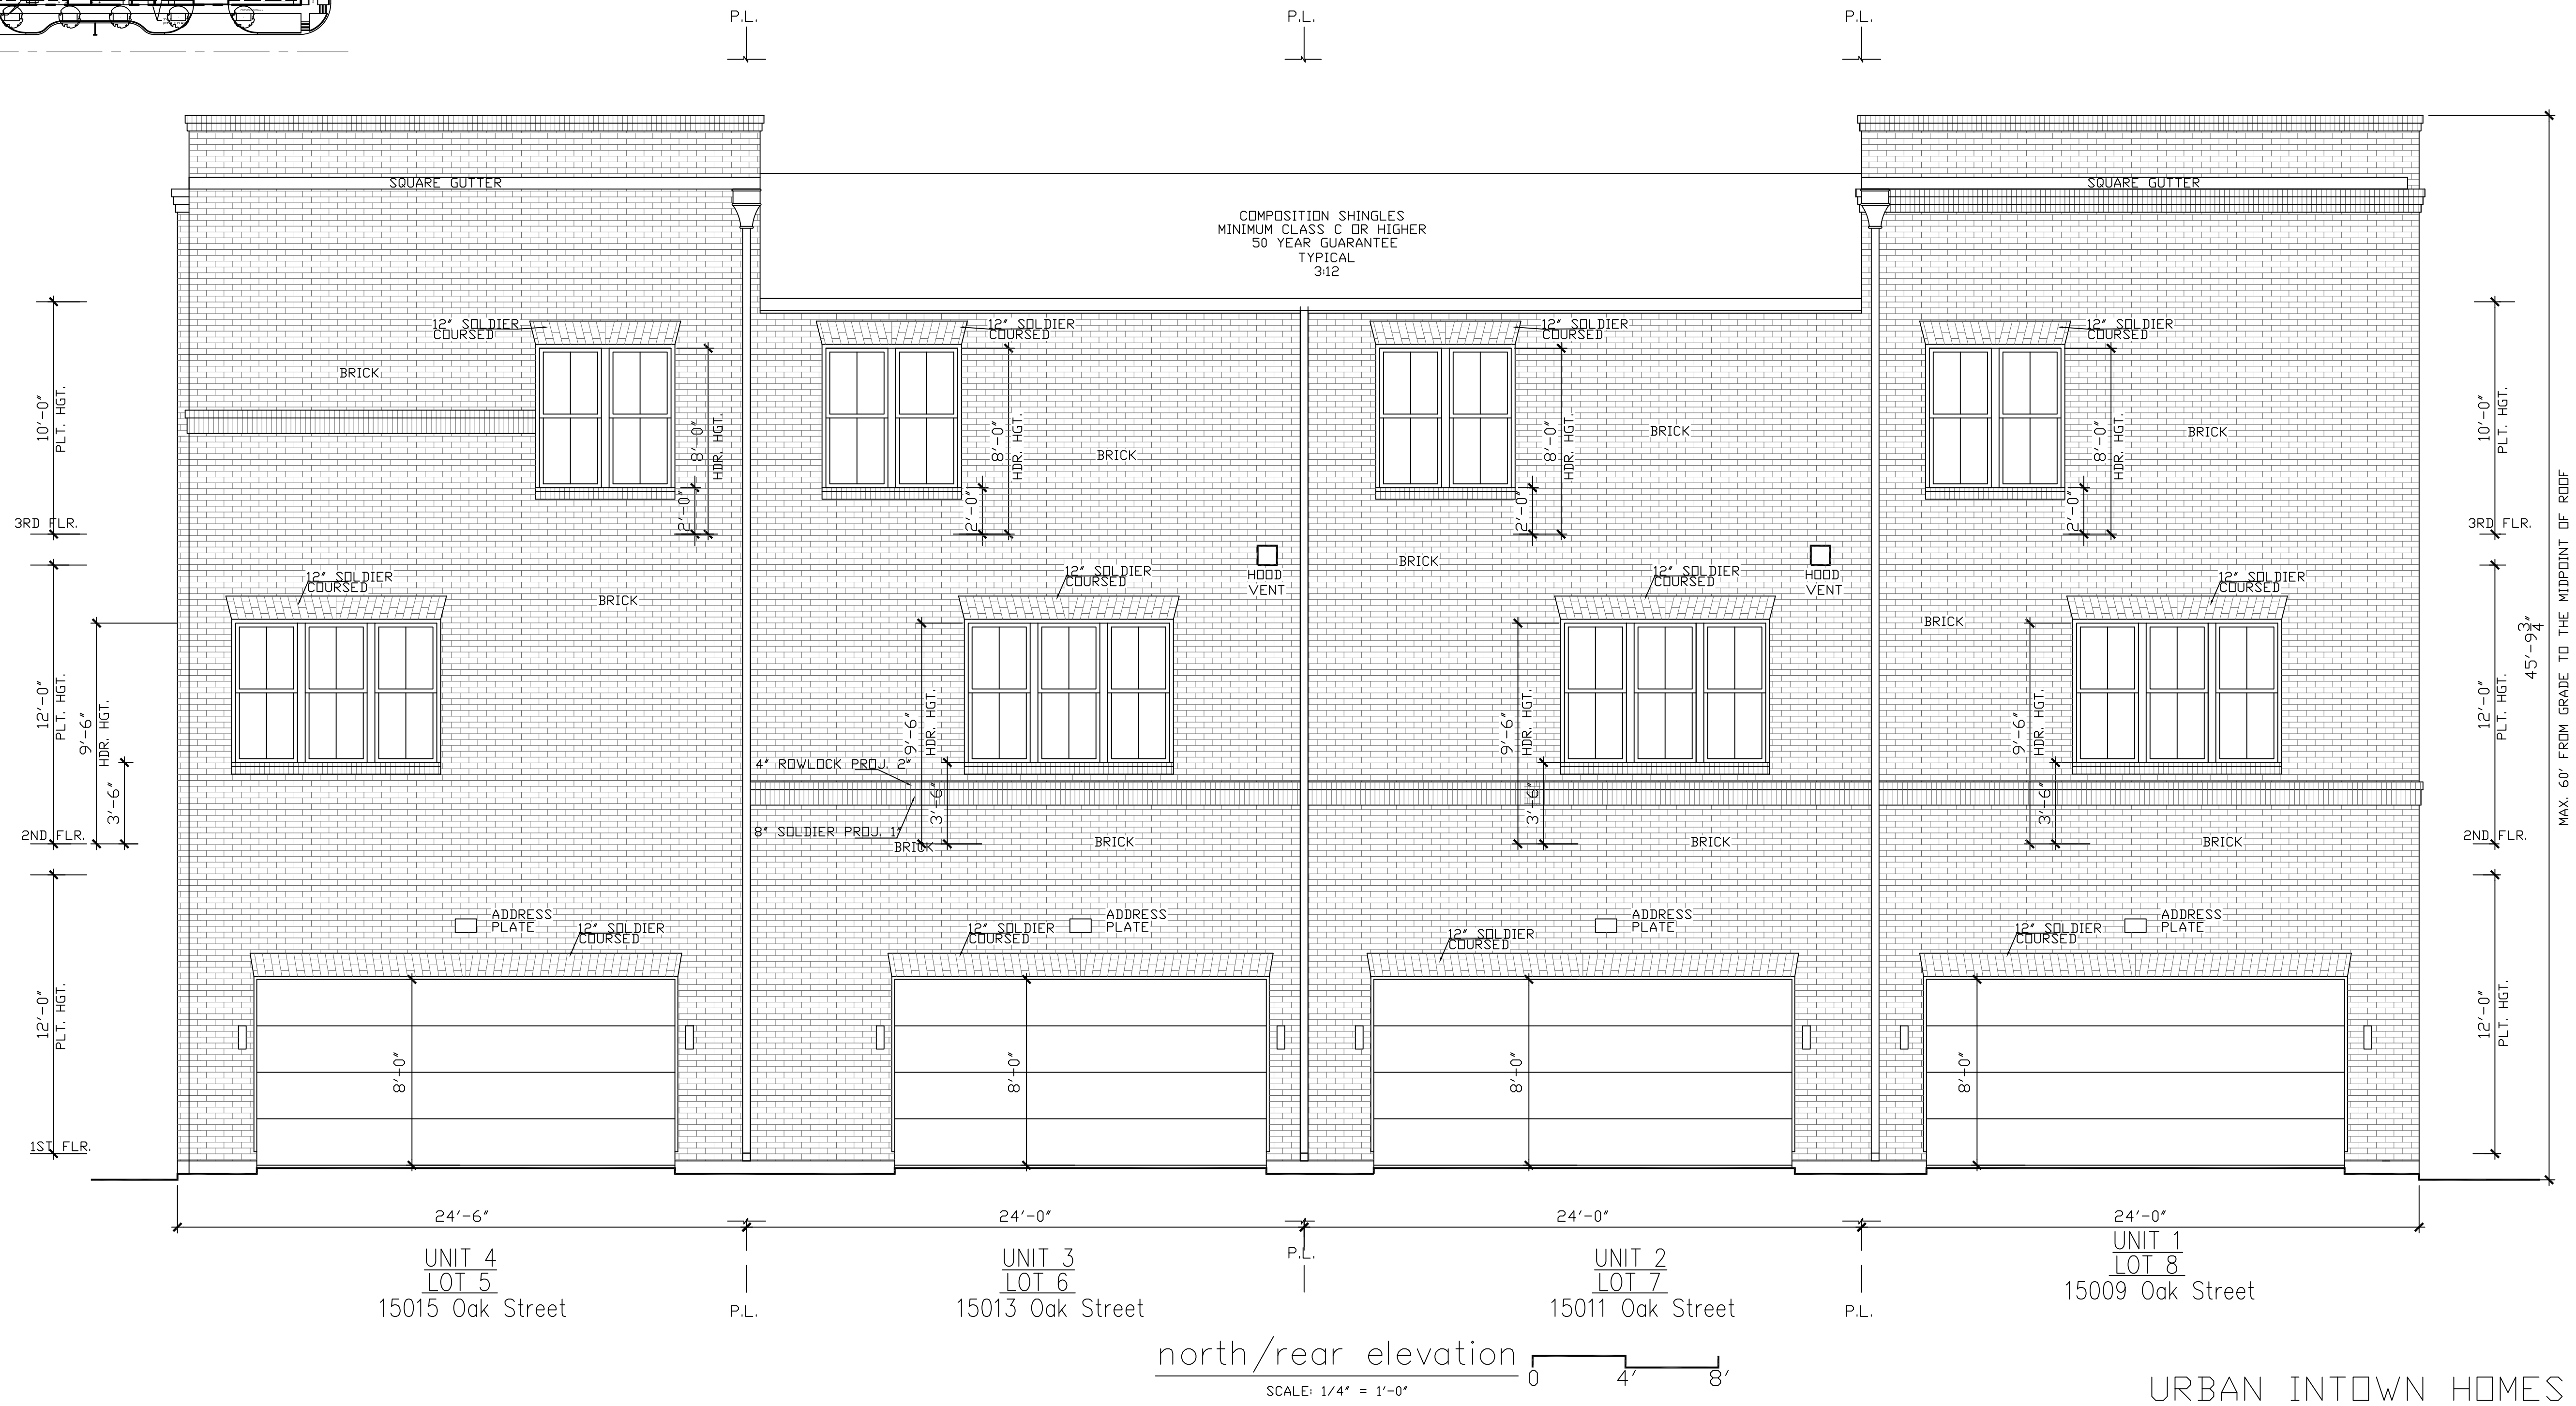 P.L.
P.L.
P.L.
SQUARE GUTTER
SQUARE GUTTER
COMPOSITION SHINGLES
MINIMUM CLASS C OR HIGHER
50 YEAR GUARANTEE
TYPICAL
3:12
12" SOLDIER
COURSED
12" SOLDIER
COURSED
12" SOLDIER
COURSED
12" SOLDIER
COURSED
BRICK
BRICK
BRICK
BRICK
10'-0"
PLT. HGT.
8'-0"
HDR. HGT.
2'-0"
8'-0"
HDR. HGT.
2'-0"
8'-0"
HDR. HGT.
2'-0"
8'-0"
HDR. HGT.
2'-0"
10'-0"
PLT. HGT.
3RD FLR.
3RD FLR.
HOOD
VENT
HOOD
VENT
12" SOLDIER
COURSED
BRICK
12" SOLDIER
COURSED
BRICK
12" SOLDIER
COURSED
BRICK
12" SOLDIER
COURSED
12'-0"
PLT. HGT.
9'-6"
HDR. HGT.
3'-6"
9'-6"
HDR. HGT.
3'-6"
9'-6"
HDR. HGT.
3'-6"
9'-6"
HDR. HGT.
3'-6"
12'-0"
PLT. HGT.
45'-9 3/4"
MAX. 60' FROM GRADE TO THE MIDPOINT OF ROOF
4" ROWLOCK PROJ. 2"
8" SOLDIER PROJ. 1"
2ND FLR.
BRICK
BRICK
BRICK
BRICK
2ND FLR.
ADDRESS
PLATE
12" SOLDIER
COURSED
12" SOLDIER
COURSED
ADDRESS
PLATE
12" SOLDIER
COURSED
ADDRESS
PLATE
12" SOLDIER
COURSED
ADDRESS
PLATE
12'-0"
PLT. HGT.
8'-0"
8'-0"
8'-0"
8'-0"
12'-0"
PLT. HGT.
1ST FLR.
24'-6"
24'-0"
24'-0"
24'-0"
UNIT 4
LOT 5
15015 Oak Street
P.L.
UNIT 3
LOT 6
15013 Oak Street
P.L.
UNIT 2
LOT 7
15011 Oak Street
P.L.
UNIT 1
LOT 8
15009 Oak Street
north/rear elevation
0 4' 8'
SCALE: 1/4" = 1'-0"
URBAN INTOWN HOMES